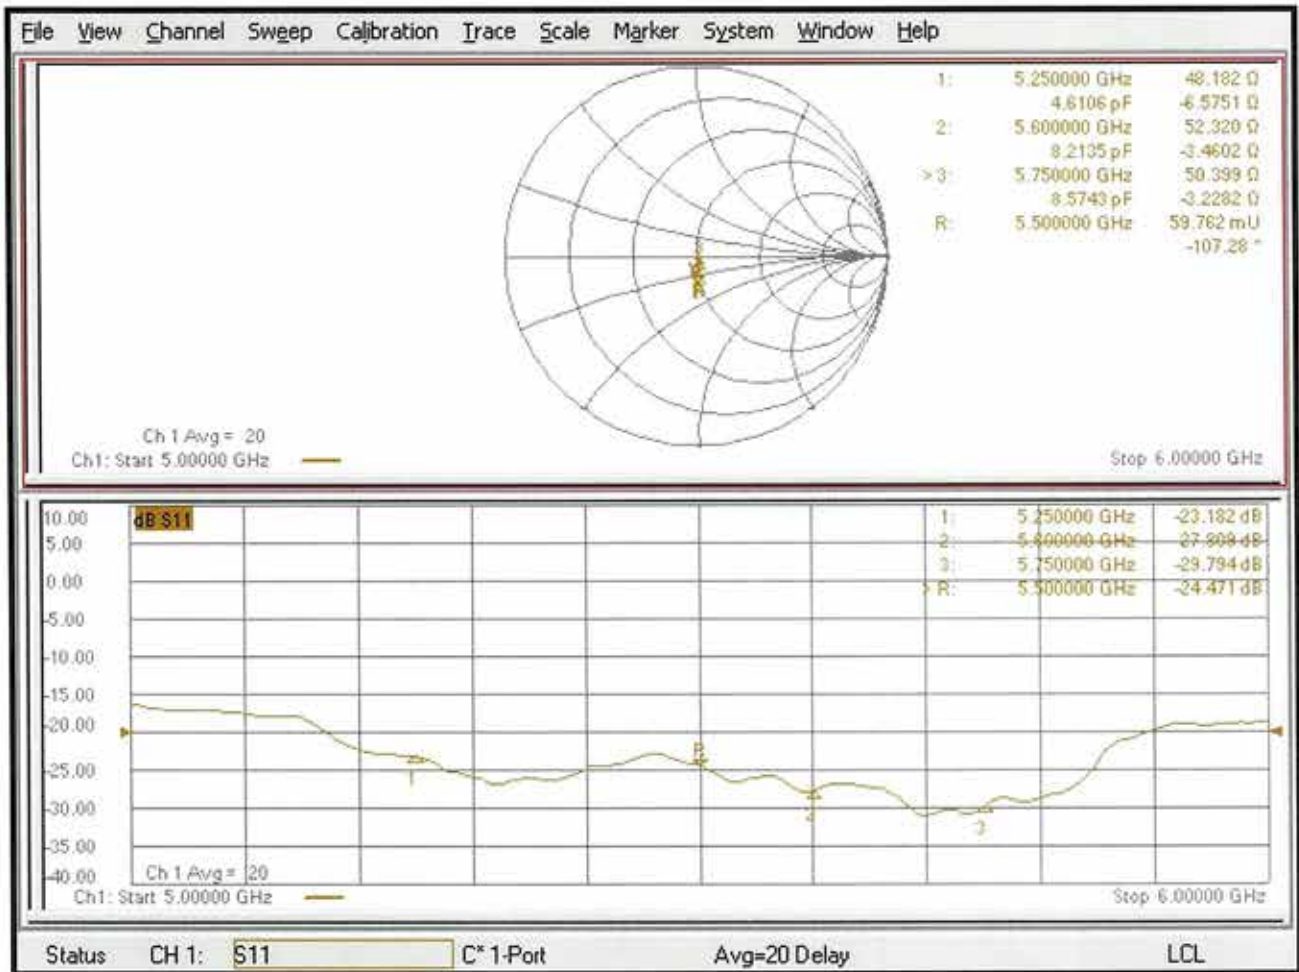 File View Channel Sweep Calibration Trace Scale Marker System Window Help
1: 5.250000 GHz 48.182 Ω
4.6106 pF -6.5751 Ω
2: 5.600000 GHz 52.320 Ω
8.2135 pF -3.4602 Ω
> 3: 5.750000 GHz 50.399 Ω
8.5743 pF -3.2282 Ω
R: 5.500000 GHz 59.762 mU
-107.28 °
Ch 1 Avg = 20
Ch1: Start 5.00000 GHz Stop 6.00000 GHz
10.00 dB S11 1: 5.250000 GHz -23.182 dB
5.00 2: 5.600000 GHz -27.808 dB
0.00 3: 5.750000 GHz -29.794 dB
> R: 5.500000 GHz -24.471 dB
-5.00
-10.00
-15.00
-20.00
-25.00 R 1
-30.00 2 3
-35.00
-40.00 Ch 1 Avg = 20
Ch1: Start 5.00000 GHz Stop 6.00000 GHz
Status CH 1: S11 C* 1-Port Avg=20 Delay LCL